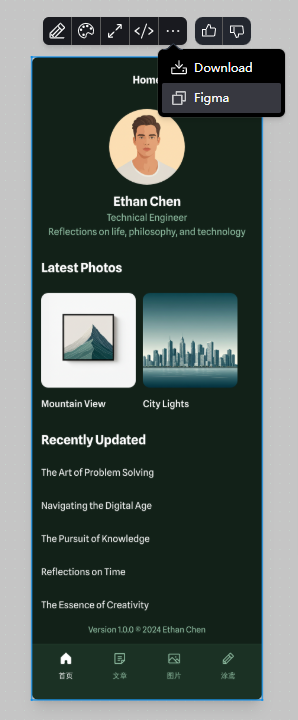 Download
Figma
Home
Ethan Chen
Technical Engineer
Reflections on life, philosophy, and technology
Latest Photos
Mountain View
City Lights
Recently Updated
The Art of Problem Solving
Navigating the Digital Age
The Pursuit of Knowledge
Reflections on Time
The Essence of Creativity
Version 1.0.0 © 2024 Ethan Chen
首页
文章
图片
涂鸦